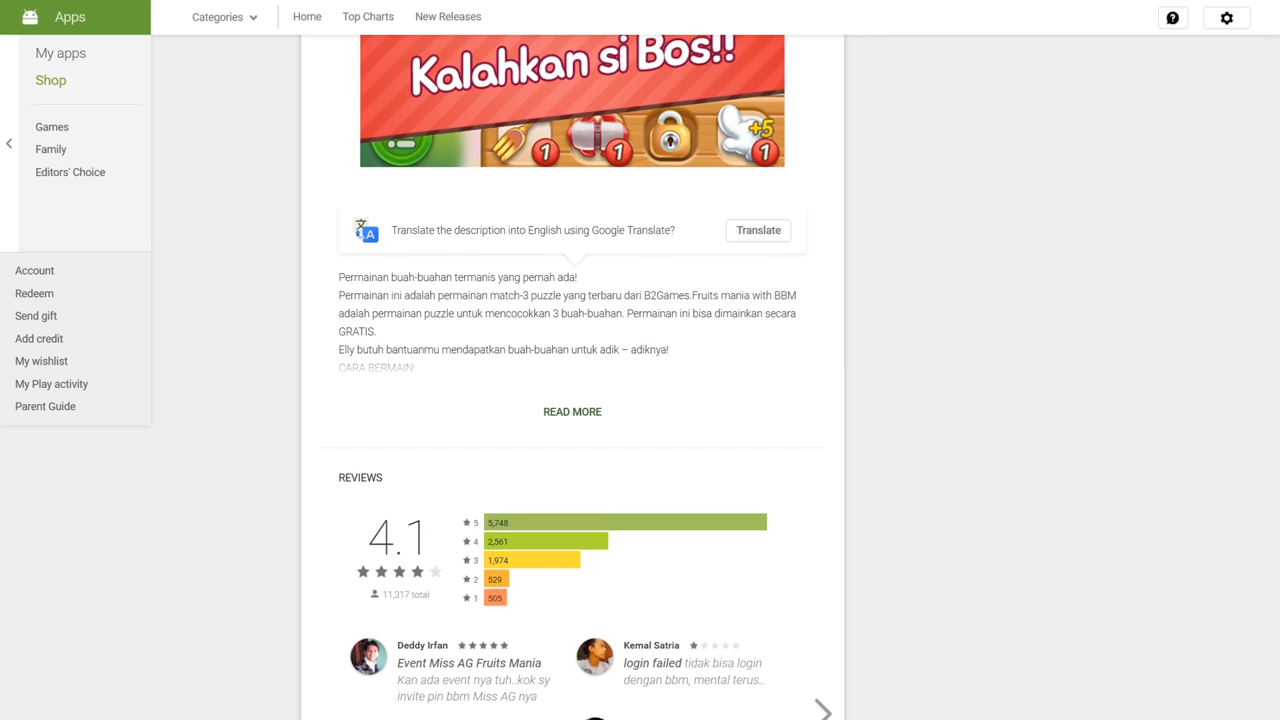 Apps
Categories
Home
Top Charts
New Releases
My apps
Shop
Games
Family
Editors' Choice
Account
Redeem
Send gift
Add credit
My wishlist
My Play activity
Parent Guide
Kalahkan si Bos!!
1
1
+5
1
文A
Translate the description into English using Google Translate?
Translate
Permainan buah-buahan termanis yang pernah ada!
Permainan ini adalah permainan match-3 puzzle yang terbaru dari B2Games.Fruits mania with BBM
adalah permainan puzzle untuk mencocokkan 3 buah-buahan. Permainan ini bisa dimainkan secara
GRATIS.
Elly butuh bantuanmu mendapatkan buah-buahan untuk adik – adiknya!
CARA BERMAIN:
READ MORE
REVIEWS
4.1
11,317 total
5 5,748
4 2,561
3 1,974
2 529
1 505
Deddy Irfan
Event Miss AG Fruits Mania
Kan ada event nya tuh..kok sy
invite pin bbm Miss AG nya
Kemal Satria
login failed tidak bisa login
dengan bbm, mental terus..